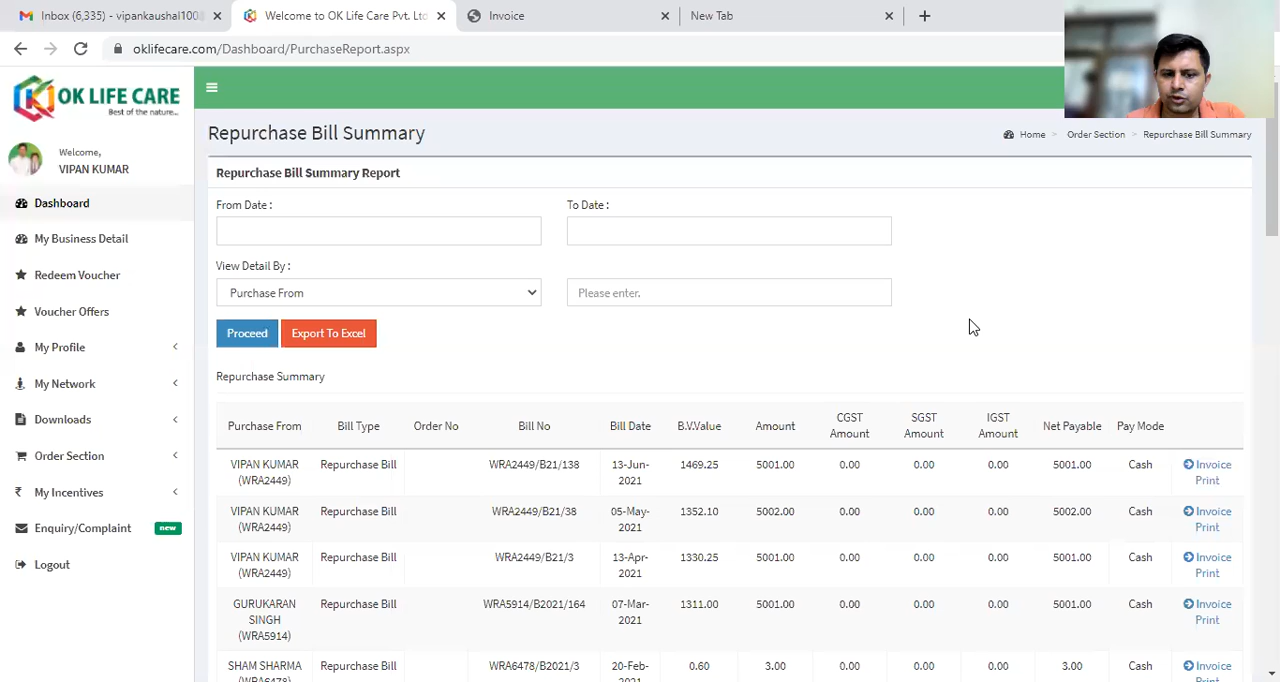 Inbox (6,335) - vipankaushal100
Welcome to OK Life Care Pvt. Ltd
Invoice
New Tab
oklifecare.com/Dashboard/PurchaseReport.aspx
OK LIFE CARE
Best of the nature...
Welcome,
VIPAN KUMAR
Dashboard
My Business Detail
Redeem Voucher
Voucher Offers
My Profile
My Network
Downloads
Order Section
My Incentives
Enquiry/Complaint new
Logout
Repurchase Bill Summary
Home > Order Section > Repurchase Bill Summary
Repurchase Bill Summary Report
From Date : To Date :
View Detail By :
Purchase From Please enter.
Proceed Export To Excel
Repurchase Summary
Purchase From Bill Type Order No Bill No Bill Date B.V.Value Amount CGST Amount SGST Amount IGST Amount Net Payable Pay Mode
VIPAN KUMAR (WRA2449) Repurchase Bill WRA2449/B21/138 13-Jun-2021 1469.25 5001.00 0.00 0.00 0.00 5001.00 Cash Invoice Print
VIPAN KUMAR (WRA2449) Repurchase Bill WRA2449/B21/38 05-May-2021 1352.10 5002.00 0.00 0.00 0.00 5002.00 Cash Invoice Print
VIPAN KUMAR (WRA2449) Repurchase Bill WRA2449/B21/3 13-Apr-2021 1330.25 5001.00 0.00 0.00 0.00 5001.00 Cash Invoice Print
GURUKARAN SINGH (WRA5914) Repurchase Bill WRA5914/B2021/164 07-Mar-2021 1311.00 5001.00 0.00 0.00 0.00 5001.00 Cash Invoice Print
SHAM SHARMA (WRA6478) Repurchase Bill WRA6478/B2021/3 20-Feb-2021 0.60 3.00 0.00 0.00 0.00 3.00 Cash Invoice Print